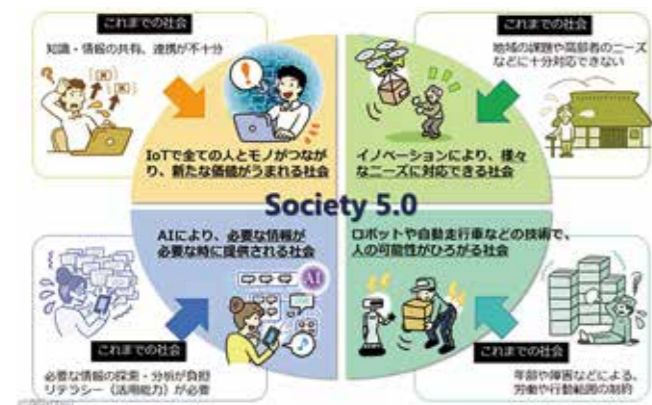 これまでの社会
知識・情報の共有、連携が不十分
IoTで全ての人とモノがつなが
り、新たな価値がうまれる社会
これまでの社会
地域の課題や高齢者のニーズ
などに十分対応できない
イノベーションにより、様々
なニーズに対応できる社会
Society 5.0
AIにより、必要な情報が
必要な時に提供される社会
AI
これまでの社会
必要な情報の探索・分析が負担
リテラシー（活用能力）が必要
ロボットや自動走行車などの技術で、
人の可能性がひろがる社会
これまでの社会
年齢や障害などによる、
労働や行動範囲の制約